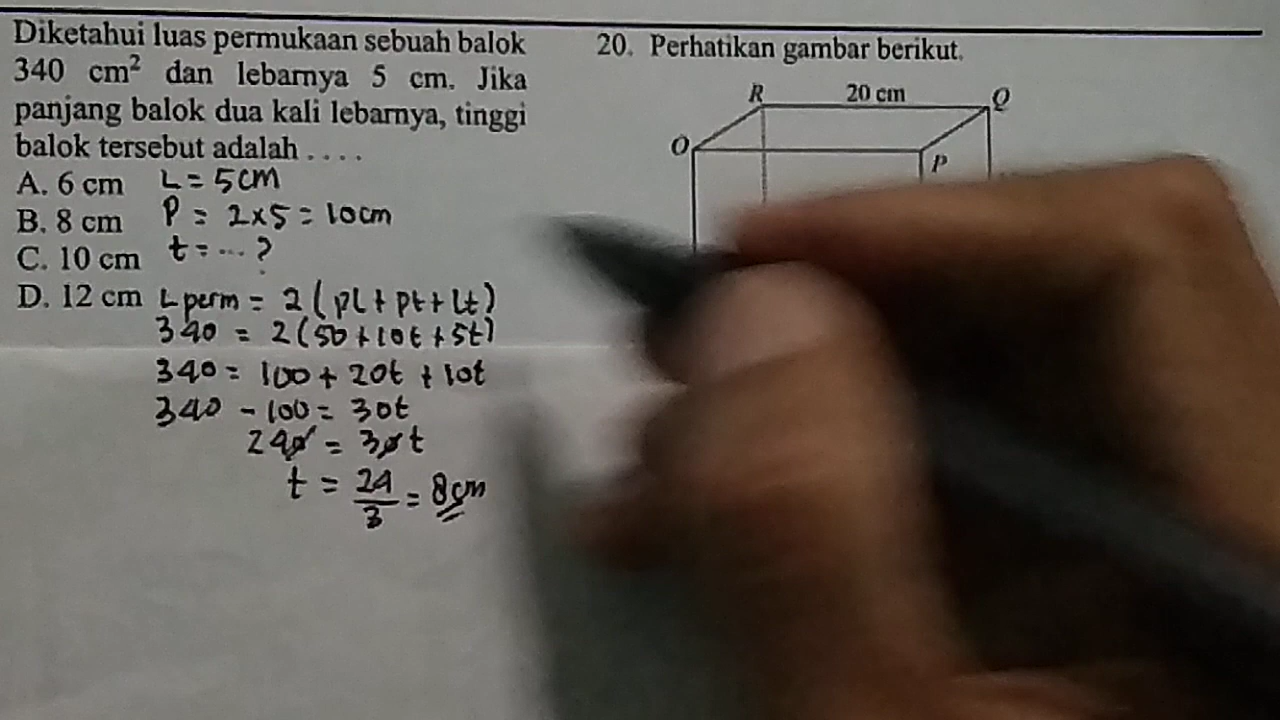 Diketahui luas permukaan sebuah balok
340 cm² dan lebarnya 5 cm. Jika
panjang balok dua kali lebarnya, tinggi
balok tersebut adalah . . . .
A. 6 cm
B. 8 cm
C. 10 cm
D. 12 cm
L = 5cm
P = 2x5 = 10cm
t = ... ?
Lperm = 2(pl + pt + lt)
340 = 2(50 + 10t + 5t)
340 = 100 + 20t + 10t
340 - 100 = 30t
240 = 30t
t = 24/3 = 8cm
20. Perhatikan gambar berikut.
R 20 cm Q
O P